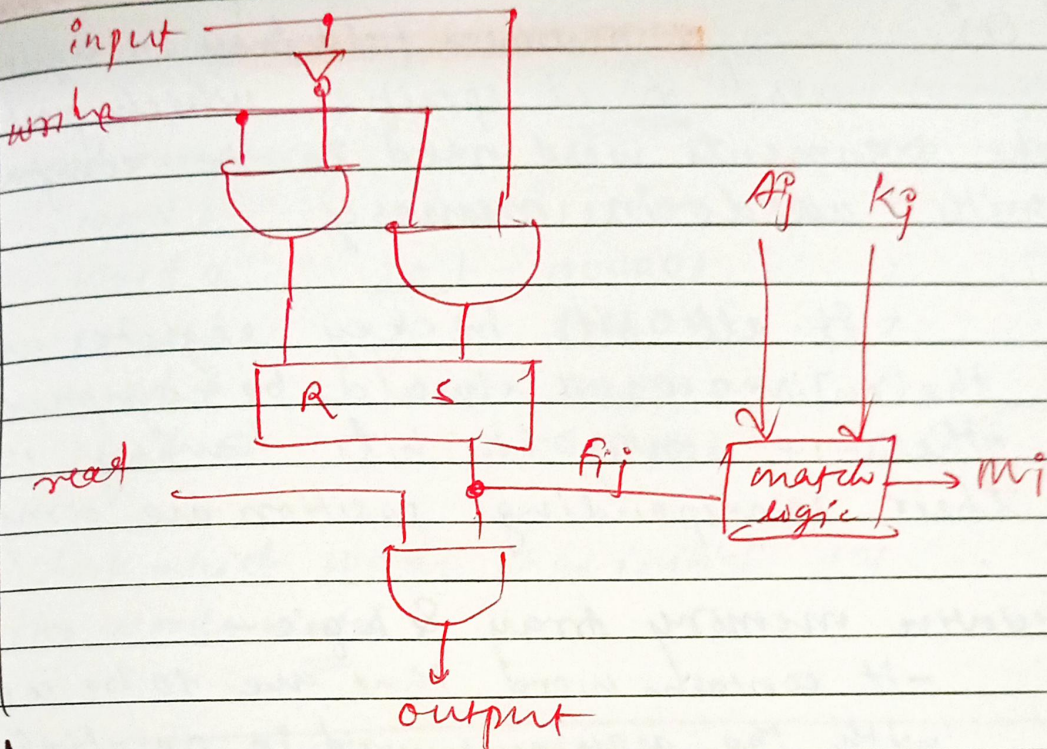 input
write
Aj Kj
R S
read
Fij
match
logic
Mi
output